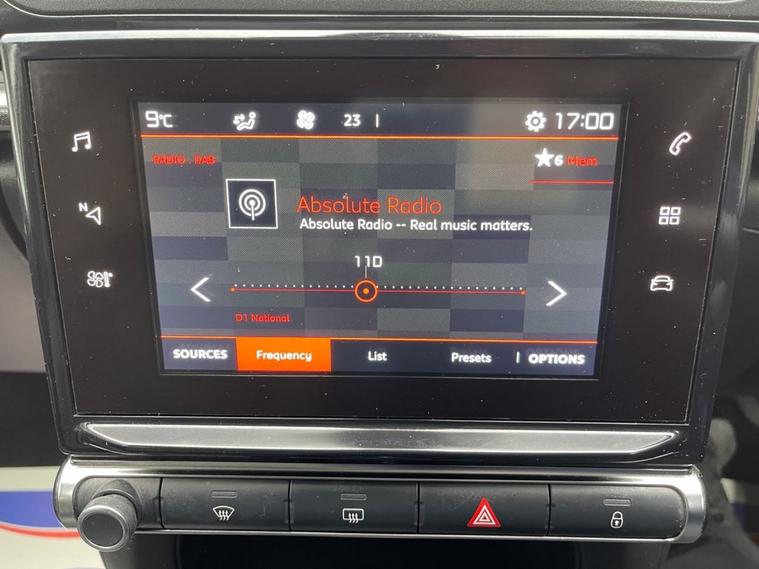 9°C 23 17:00
RADIO . DAB 6 Mem
Absolute Radio
Absolute Radio -- Real music matters.
11D
D1 National
SOURCES Frequency List Presets OPTIONS
N